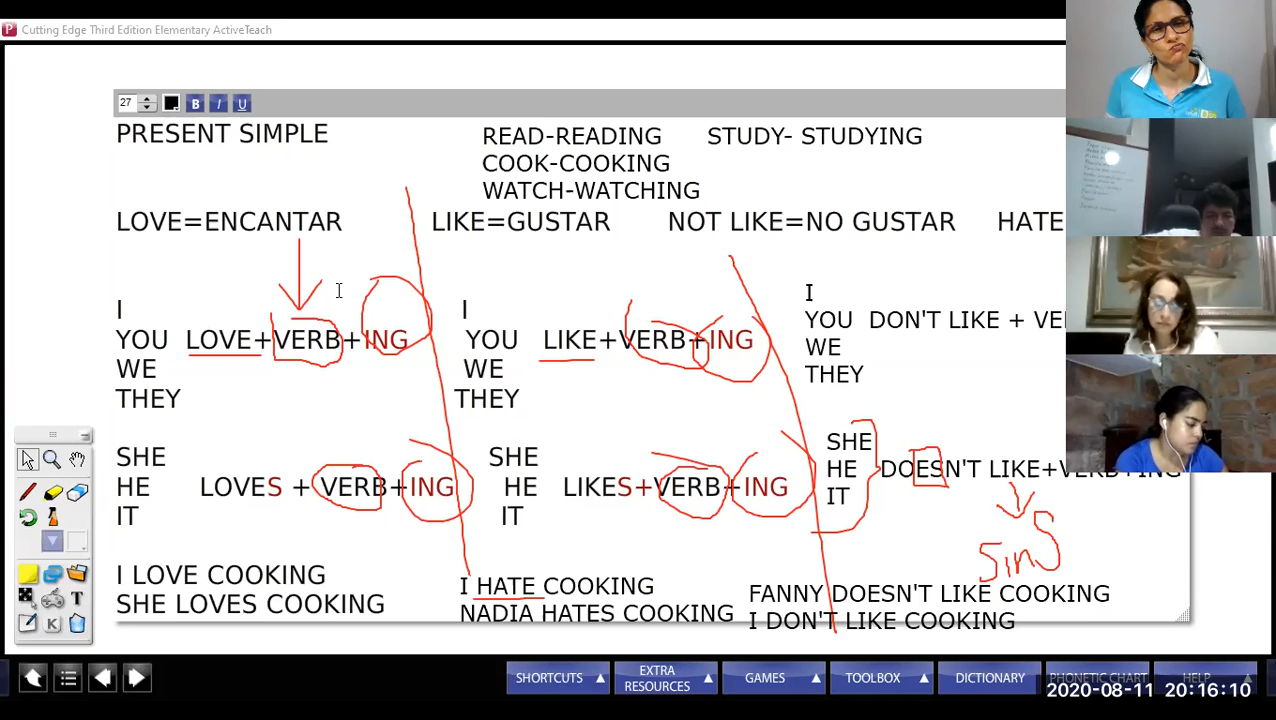 Cutting Edge Third Edition Elementary ActiveTeach
27 B I U
PRESENT SIMPLE
READ-READING STUDY- STUDYING
COOK-COOKING
WATCH-WATCHING
LOVE=ENCANTAR LIKE=GUSTAR NOT LIKE=NO GUSTAR HATE
I
YOU LOVE+VERB+ING
WE
THEY
I
YOU LIKE+VERB+ING
WE
THEY
I
YOU DON'T LIKE + VE
WE
THEY
SHE
HE LOVES + VERB+ING
IT
SHE
HE LIKES+VERB+ING
IT
SHE
HE DOESN'T LIKE+VERB+ING
IT
sin S
I LOVE COOKING
SHE LOVES COOKING
I HATE COOKING
NADIA HATES COOKING
FANNY DOESN'T LIKE COOKING
I DON'T LIKE COOKING
SHORTCUTS
EXTRA
RESOURCES
GAMES
TOOLBOX
DICTIONARY
PHONETIC CHART
HELP
2020-08-11 20:16:10